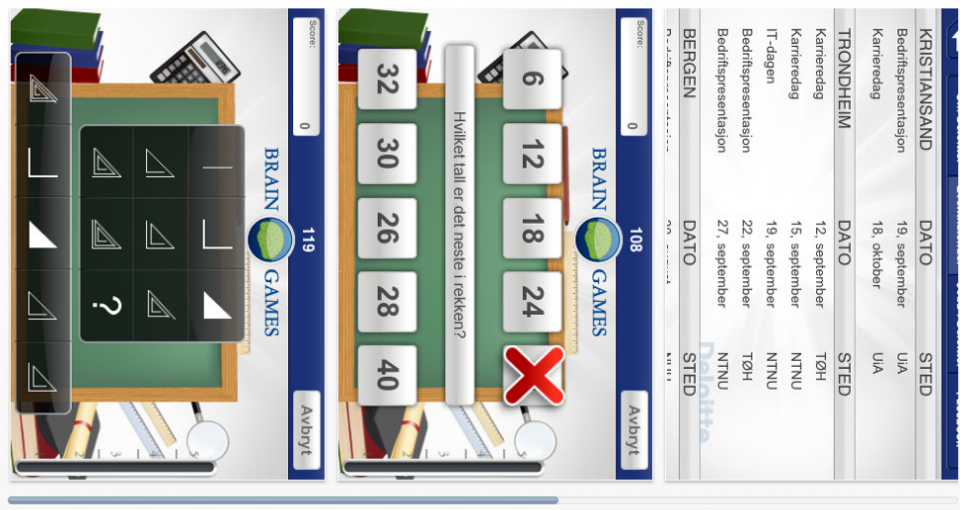 Score:
0
119
Avbryt
BRAIN GAMES
?
Score:
0
108
Avbryt
BRAIN GAMES
6 12 18 24
Hvilket tall er det neste i rekken?
32 30 26 28 40
KRISTIANSAND DATO STED
Bedriftspresentasjon 19, september UiA
Karrieredag 18, oktober UiA
TRONDHEIM DATO STED
Karrieredag 12, september TØH
Karrieredag 15, september NTNU
IT-dagen 19, september NTNU
Bedriftspresentasjon 22, september TØH
Bedriftspresentasjon 27, september NTNU
BERGEN DATO STED
Deloitte